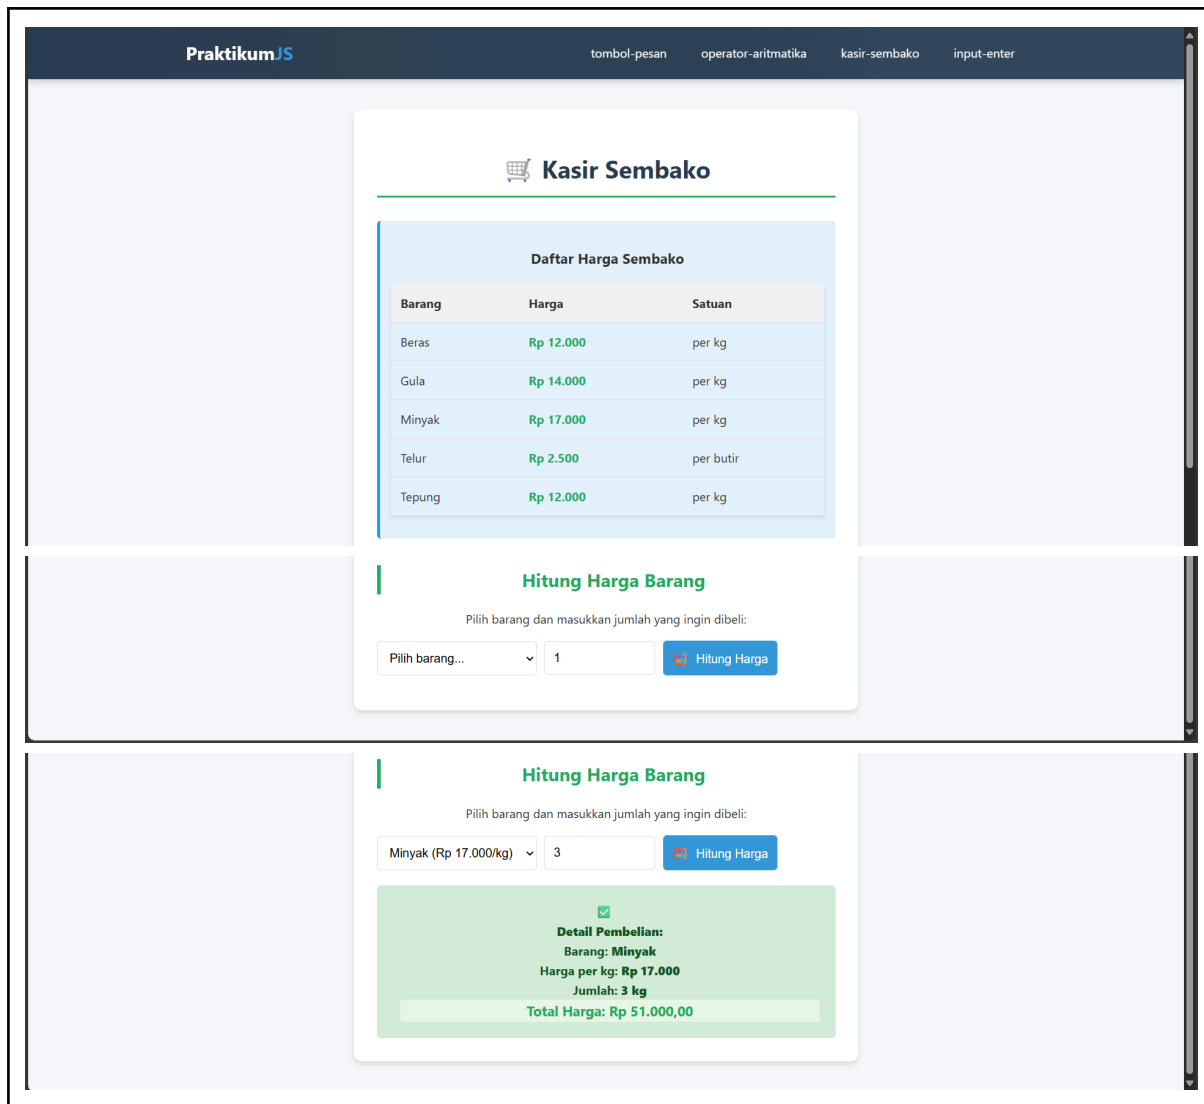 PraktikumJS tombol-pesan operator-aritmatika kasir-sembako input-enter
Kasir Sembako
Daftar Harga Sembako
Barang Harga Satuan
Beras Rp 12.000 per kg
Gula Rp 14.000 per kg
Minyak Rp 17.000 per kg
Telur Rp 2.500 per butir
Tepung Rp 12.000 per kg
Hitung Harga Barang
Pilih barang dan masukkan jumlah yang ingin dibeli:
Pilih barang... 1 Hitung Harga
Hitung Harga Barang
Pilih barang dan masukkan jumlah yang ingin dibeli:
Minyak (Rp 17.000/kg) 3 Hitung Harga
Detail Pembelian:
Barang: Minyak
Harga per kg: Rp 17.000
Jumlah: 3 kg
Total Harga: Rp 51.000,00